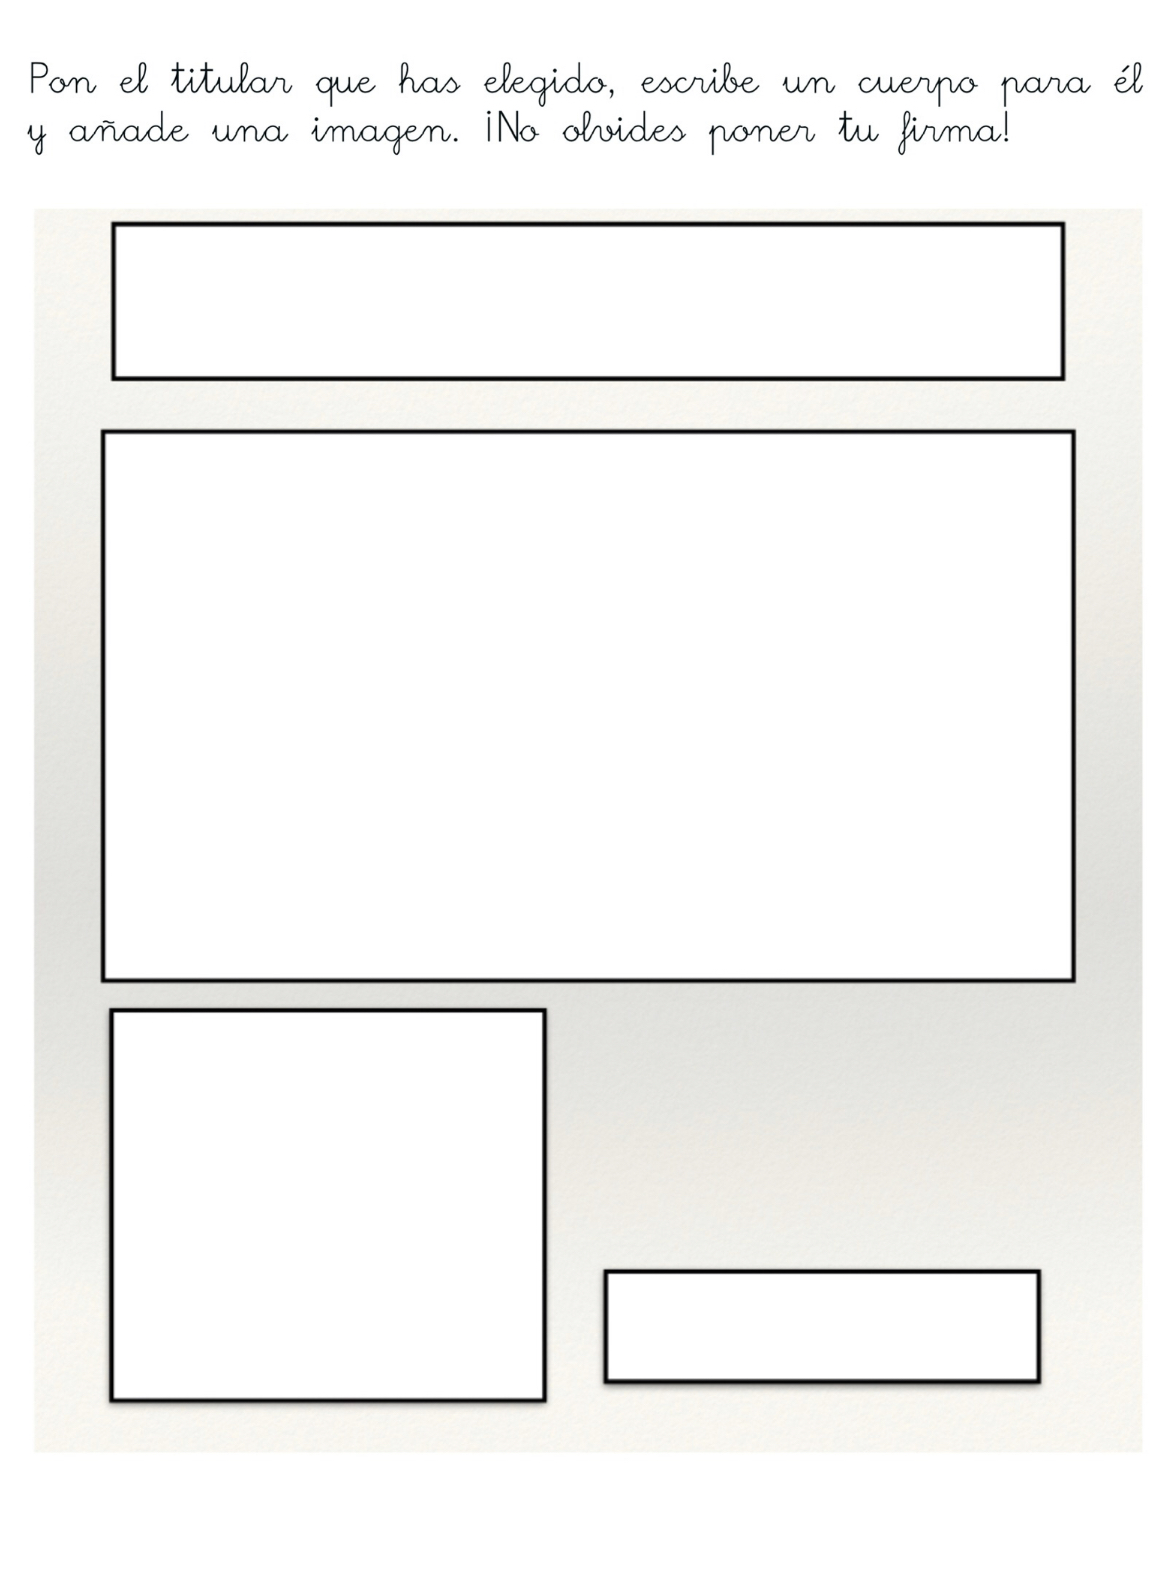 Pon el titular que has elegido, escribe un cuerpo para él
y añade una imagen. ¡No olvides poner tu firma!